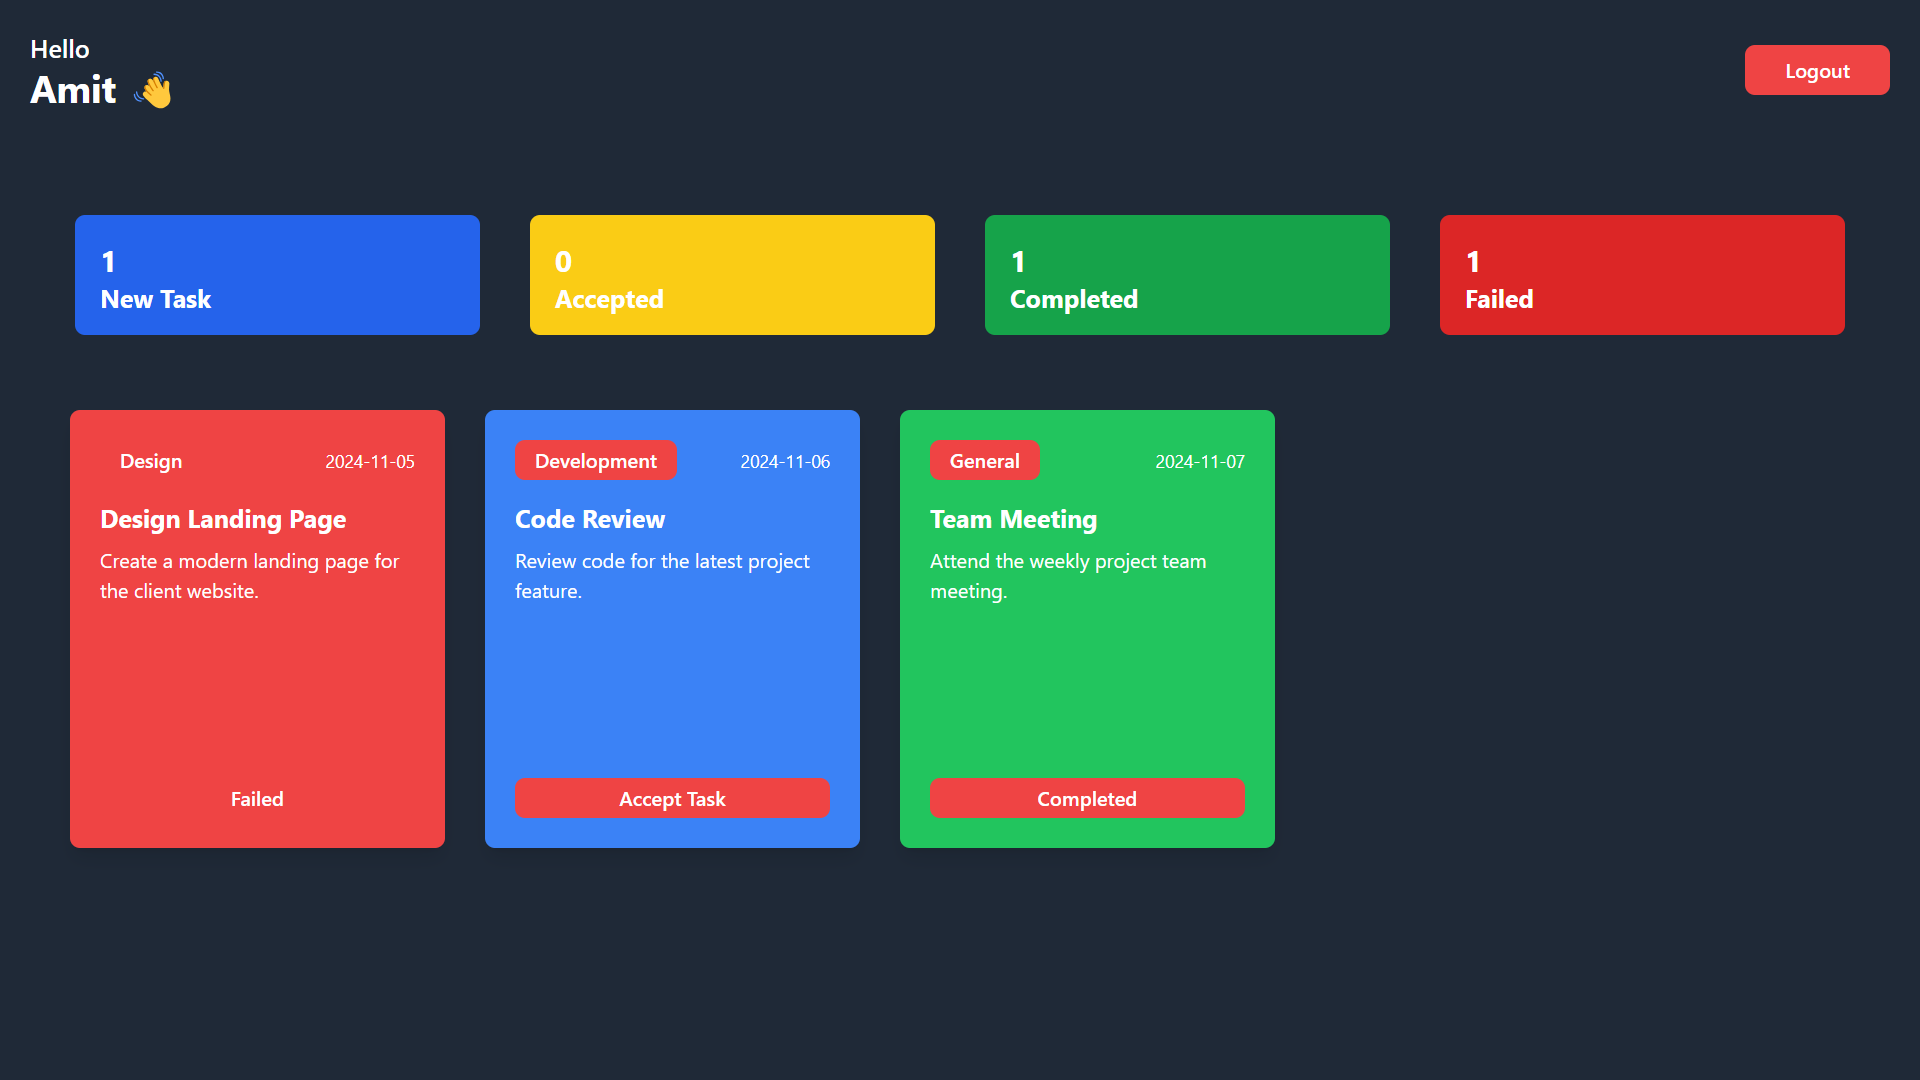 Hello
Amit 👋
Logout
1
New Task
0
Accepted
1
Completed
1
Failed
Design
2024-11-05
Design Landing Page
Create a modern landing page for
the client website.
Failed
Development
2024-11-06
Code Review
Review code for the latest project
feature.
Accept Task
General
2024-11-07
Team Meeting
Attend the weekly project team
meeting.
Completed